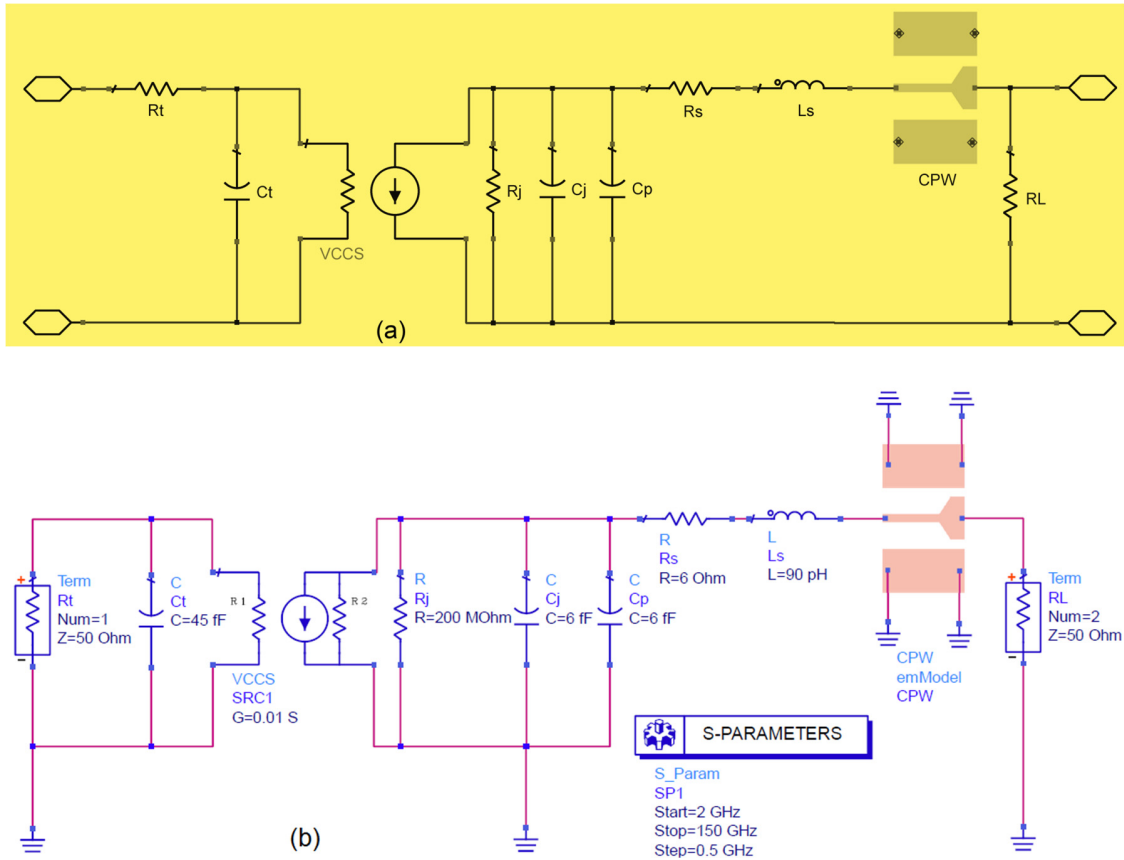 Rt
Ct
VCCS
Rj
Cj
Cp
Rs
Ls
CPW
RL
(a)
Term
Rt
Num=1
Z=50 Ohm
C
Ct
C=45 fF
R1
VCCS
SRC1
G=0.01 S
R2
R
Rj
R=200 MOhm
C
Cj
C=6 fF
C
Cp
C=6 fF
R
Rs
R=6 Ohm
L
Ls
L=90 pH
CPW
emModel
CPW
Term
RL
Num=2
Z=50 Ohm
S-PARAMETERS
S_Param
SP1
Start=2 GHz
Stop=150 GHz
Step=0.5 GHz
(b)